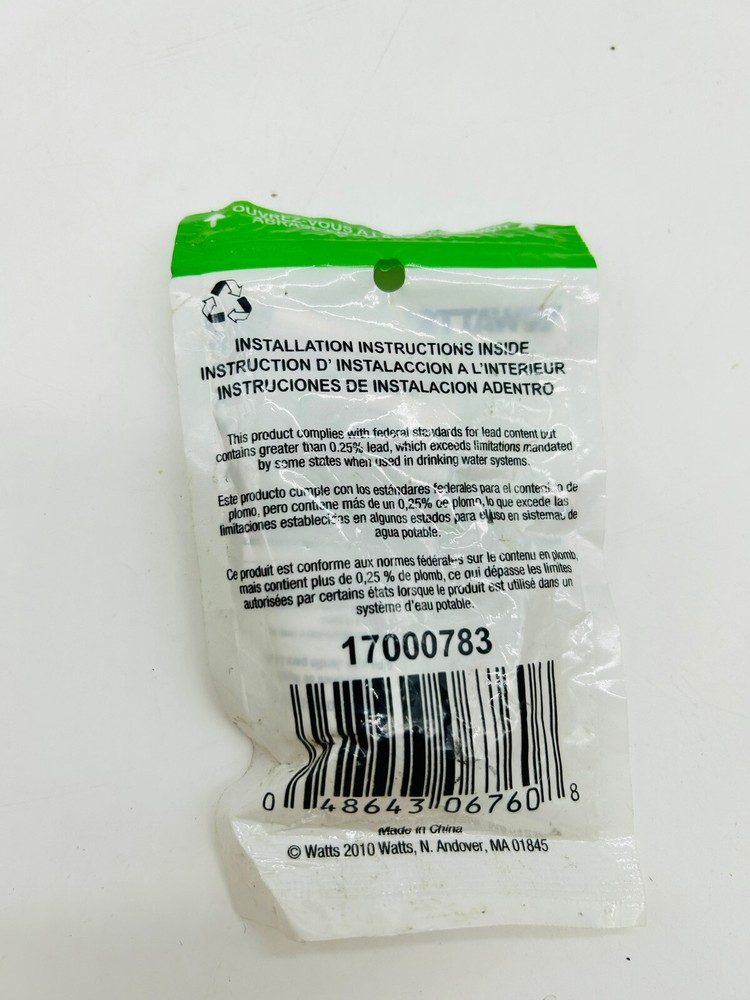 OUVREZ-VOUS
INSTALLATION INSTRUCTIONS INSIDE
INSTRUCTION D' INSTALACCION A L'INTERIEUR
INSTRUCIONES DE INSTALACION ADENTRO
This product complies with federal standards for lead content but
contains greater than 0.25% lead, which exceeds limitations mandated
by some states when used in drinking water systems.
Este producto cumple con los estándares federales para el contenido de
plomo, pero contiene más de un 0,25% de plomo, lo que excede las
limitaciones establecidas en algunos estados para el uso en sistemas de
agua potable.
Ce produit est conforme aux normes fédérales sur le contenu en plomb,
mais contient plus de 0,25 % de plomb, ce qui dépasse les limites
autorisées par certains états lorsque le produit est utilisé dans un
système d'eau potable.
17000783
0 48643 06760 8
Made in China
© Watts 2010 Watts, N. Andover, MA 01845